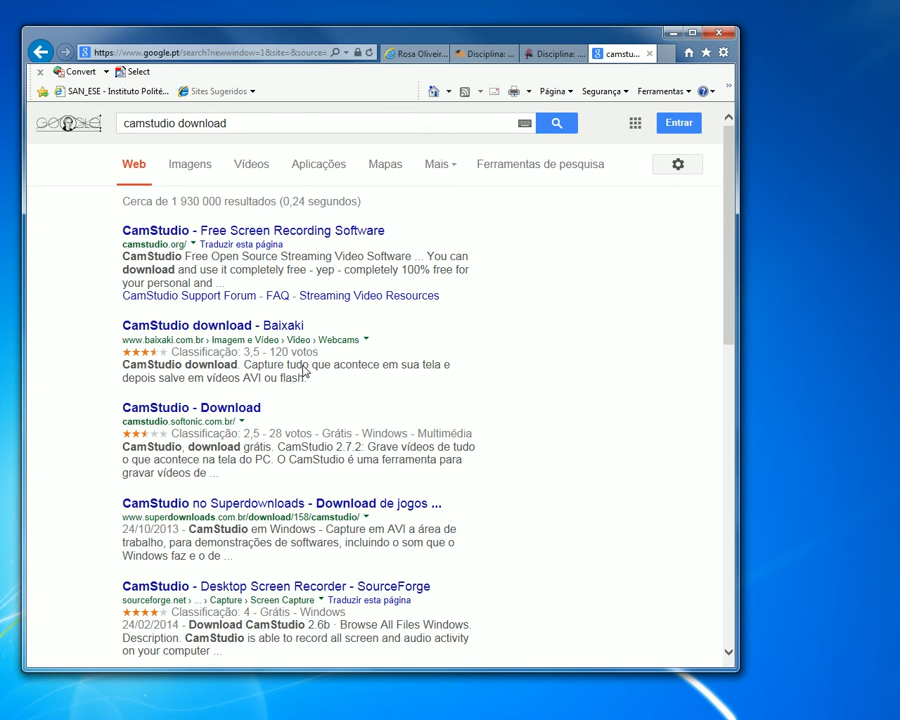 https://www.google.pt/search?newwindow=1&site=&source=
Rosa Oliveir...
Disciplina: ...
Disciplina: ...
camstu...
Convert
Select
SAN_ESE - Instituto Polité...
Sites Sugeridos
Página
Segurança
Ferramentas
»
GOOGLE
camstudio download
Entrar
Web
Imagens
Vídeos
Aplicações
Mapas
Mais
Ferramentas de pesquisa
Cerca de 1 930 000 resultados (0,24 segundos)
CamStudio - Free Screen Recording Software
camstudio.org/ Traduzir esta página
CamStudio Free Open Source Streaming Video Software ... You can
download and use it completely free - yep - completely 100% free for
your personal and ...
CamStudio Support Forum - FAQ - Streaming Video Resources
CamStudio download - Baixaki
www.baixaki.com.br › Imagem e Vídeo › Video › Webcams
Classificação: 3,5 - 120 votos
CamStudio download. Capture tudo que acontece em sua tela e
depois salve em vídeos AVI ou flash.
CamStudio - Download
camstudio.softonic.com.br/
Classificação: 2,5 - 28 votos - Grátis - Windows - Multimédia
CamStudio, download grátis. CamStudio 2.7.2: Grave vídeos de tudo
o que acontece na tela do PC. O CamStudio é uma ferramenta para
gravar vídeos de ...
CamStudio no Superdownloads - Download de jogos ...
www.superdownloads.com.br/download/158/camstudio/
24/10/2013 - CamStudio em Windows - Capture em AVI a área de
trabalho, para demonstrações de softwares, incluindo o som que o
Windows faz e o de ...
CamStudio - Desktop Screen Recorder - SourceForge
sourceforge.net › ... › Capture › Screen Capture Traduzir esta página
Classificação: 4 - Grátis - Windows
24/02/2014 - Download CamStudio 2.6b · Browse All Files Windows.
Description. CamStudio is able to record all screen and audio activity
on your computer ...